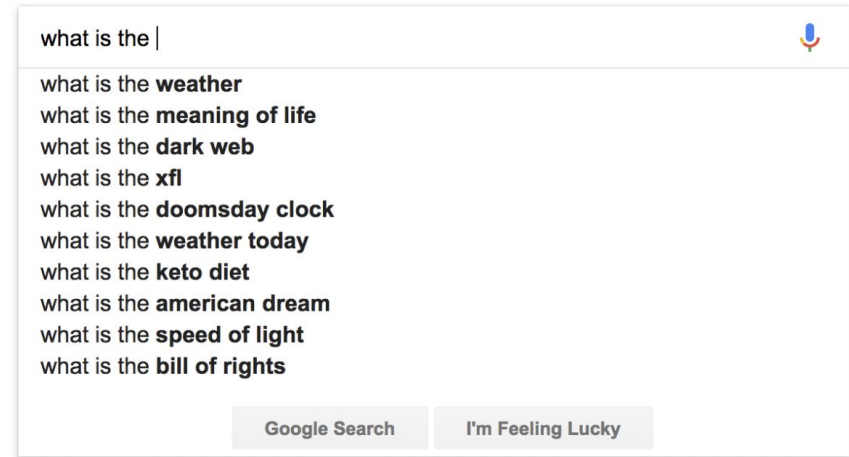 what is the
what is the weather
what is the meaning of life
what is the dark web
what is the xfl
what is the doomsday clock
what is the weather today
what is the keto diet
what is the american dream
what is the speed of light
what is the bill of rights
Google Search I'm Feeling Lucky